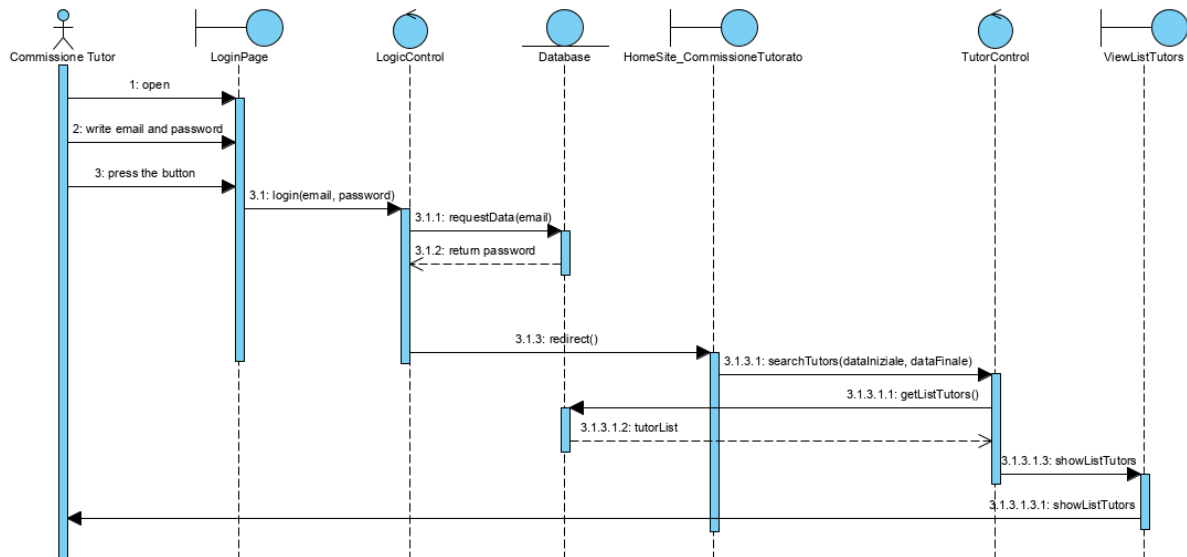 Commissione Tutor
LoginPage
LogicControl
Database
HomeSite_CommissioneTutorato
TutorControl
ViewListTutors
1: open
2: write email and password
3: press the button
3.1: login(email, password)
3.1.1: requestData(email)
3.1.2: return password
3.1.3: redirect()
3.1.3.1: searchTutors(dataIniziale, dataFinale)
3.1.3.1.1: getListTutors()
3.1.3.1.2: tutorList
3.1.3.1.3: showListTutors
3.1.3.1.3.1: showListTutors